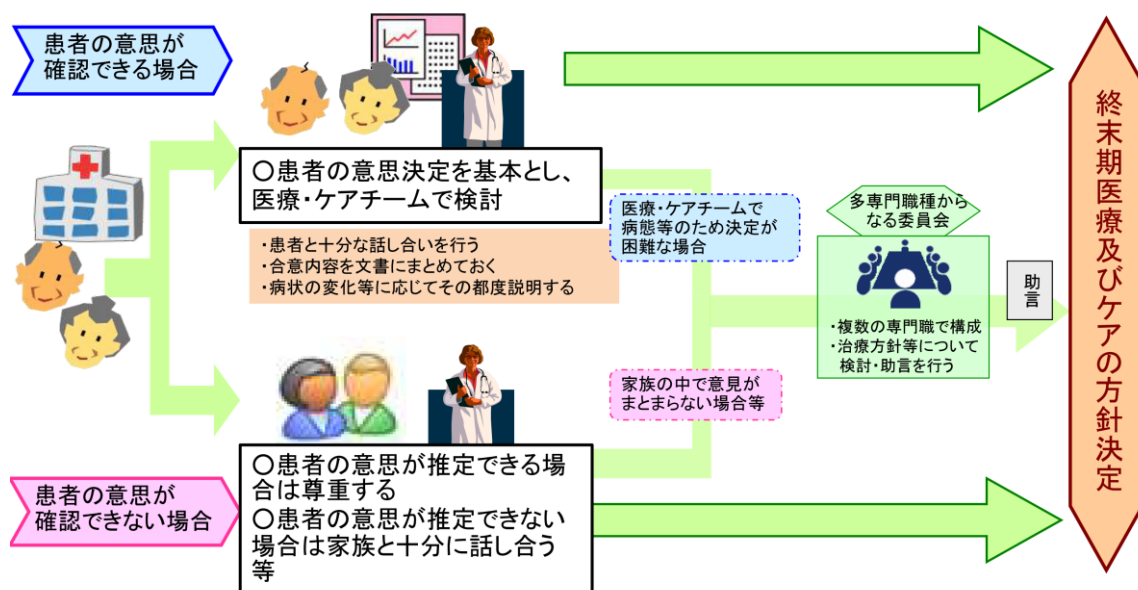 患者の意思が
確認できる場合
〇患者の意思決定を基本とし、
医療・ケアチームで検討
・患者と十分な話し合いを行う
・合意内容を文書にまとめておく
・病状の変化等に応じてその都度説明する
医療・ケアチームで
病態等のため決定が
困難な場合
多専門職種から
なる委員会
・複数の専門職で構成
・治療方針等について
検討・助言を行う
助言
家族の中で意見が
まとまらない場合等
患者の意思が
確認できない場合
〇患者の意思が推定できる場
合は尊重する
〇患者の意思が推定できない
場合は家族と十分に話し合う
等
終末期医療及びケアの方針決定